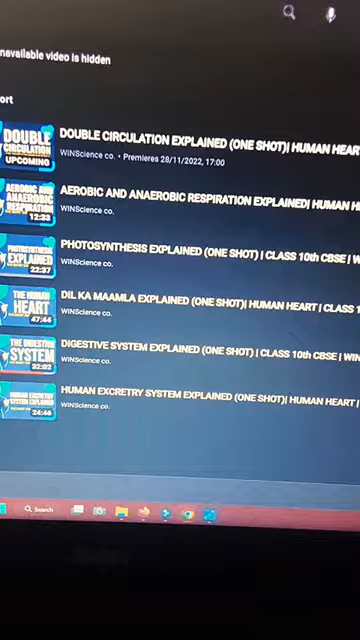 navailable video is hidden
ort
DOUBLE
CIRCULATION
UPCOMING
DOUBLE CIRCULATION EXPLAINED (ONE SHOT)| HUMAN HEAR
WINScience co. • Premieres 28/11/2022, 17:00
AEROBIC AND
ANAEROBIC
RESPIRATION
12:33
AEROBIC AND ANAEROBIC RESPIRATION EXPLAINED| HUMAN H
WINScience co.
PHOTOSYNTHESIS
EXPLAINED
22:37
PHOTOSYNTHESIS EXPLAINED (ONE SHOT) | CLASS 10th CBSE | W
WINScience co.
THE HUMAN
HEART
47:44
DIL KA MAAMLA EXPLAINED (ONE SHOT)| HUMAN HEART | CLASS 1
WINScience co.
THE DIGESTIVE
SYSTEM
32:02
DIGESTIVE SYSTEM EXPLAINED (ONE SHOT) | CLASS 10th CBSE | WIN
WINScience co.
HUMAN EXCRETRY
SYSTEM EXPLAINED
24:46
HUMAN EXCRETRY SYSTEM EXPLAINED (ONE SHOT)| HUMAN HEART |
WINScience co.
Search